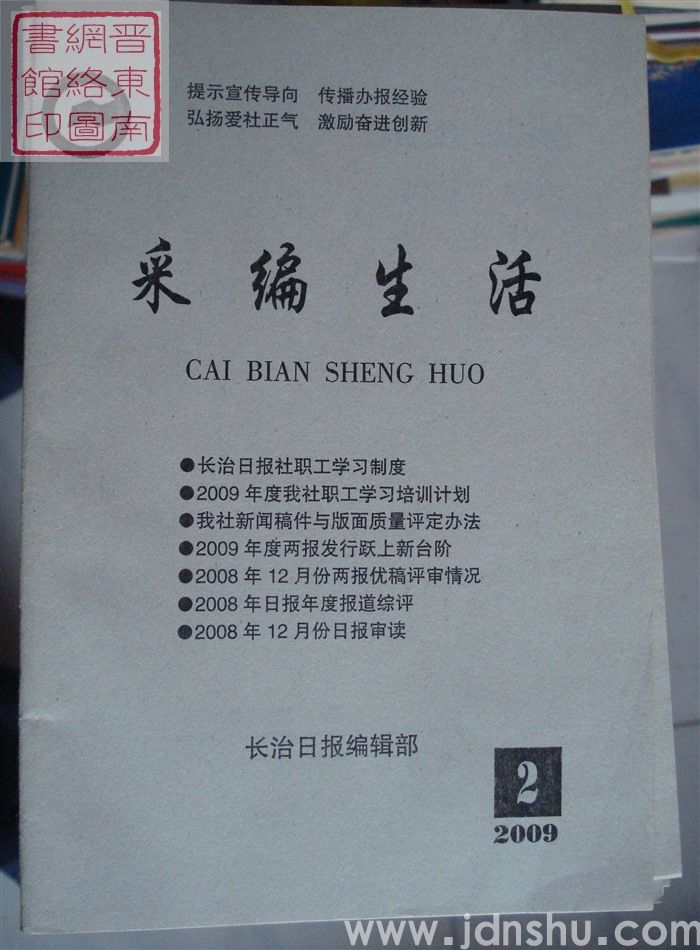 晋东南
網絡圖
書館印
提示宣传导向 传播办报经验
弘扬爱社正气 激励奋进创新
采编生活
CAI BIAN SHENG HUO
●长治日报社职工学习制度
●2009 年度我社职工学习培训计划
●我社新闻稿件与版面质量评定办法
●2009 年度两报发行跃上新台阶
●2008 年 12 月份两报优稿评审情况
●2008 年日报年度报道综评
●2008 年 12 月份日报审读
长治日报编辑部
2
2009
www.jdnshu.com